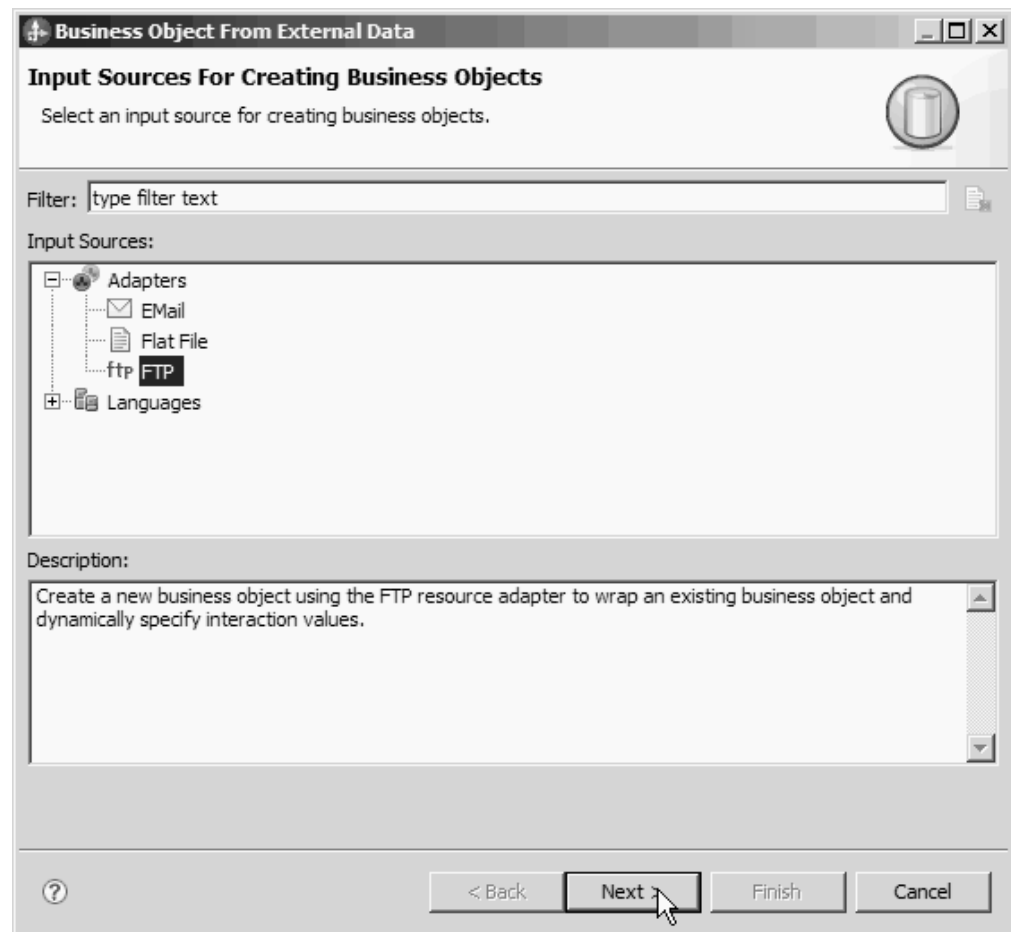 Business Object From External Data
Input Sources For Creating Business Objects
Select an input source for creating business objects.
Filter: type filter text
Input Sources:
Adapters
EMail
Flat File
ftp FTP
Languages
Description:
Create a new business object using the FTP resource adapter to wrap an existing business object and
dynamically specify interaction values.
? < Back Next > Finish Cancel